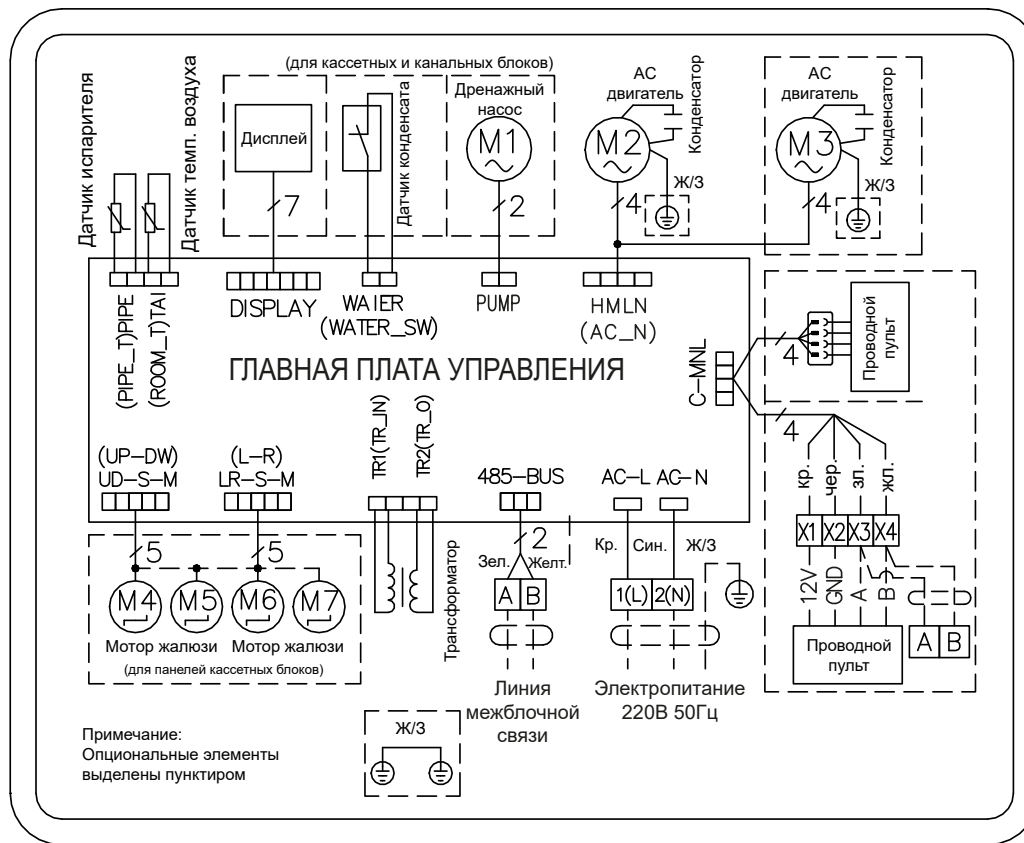 (для кассетных и канальных блоков)
Датчик испарителя
Датчик темп. воздуха
Дисплей
7
Датчик конденсата
Дренажный
насос
M1
2
AC
двигатель
Конденсатор
M2
Ж/З
4
AC
двигатель
Конденсатор
M3
Ж/З
4
(PIPE_T)PIPE
(ROOM_T)TAI
DISPLAY
WAIER
(WATER_SW)
PUMP
HMLN
(AC_N)
ГЛАВНАЯ ПЛАТА УПРАВЛЕНИЯ
C-MNL
4
Проводной
пульт
4
кр.
чер.
зл.
жл.
X1
X2
X3
X4
12V
GND
A
B
Проводной
пульт
A
B
(UP-DW)
UD-S-M
(L-R)
LR-S-M
TR1(TR_IN)
TR2(TR_O)
485-BUS
AC-L
AC-N
5
5
M4
M5
M6
M7
Мотор жалюзи
Мотор жалюзи
(для панелей кассетных блоков)
Трансформатор
2
Зел.
Желт.
A
B
Линия
межблочной
связи
Кр.
Син.
Ж/З
1(L)
2(N)
Электропитание
220В 50Гц
Примечание:
Опциональные элементы
выделены пунктиром
Ж/З